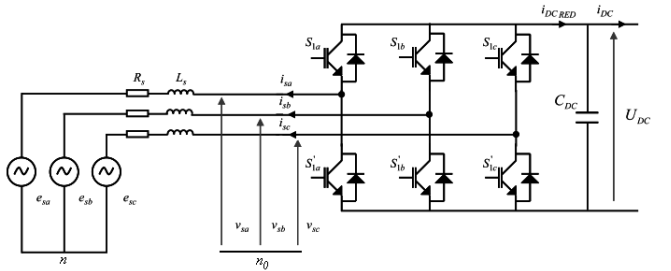 i_DC RED i_DC
S_1a S_1b S_1c
R_s L_s i_sa
i_sb
i_sc
C_DC U_DC
S'_1a S'_1b S'_1c
e_sa e_sb e_sc v_sa v_sb v_sc
n n_0